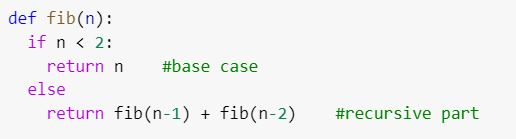 def fib(n):
  if n < 2:
    return n    #base case
  else
    return fib(n-1) + fib(n-2)    #recursive part